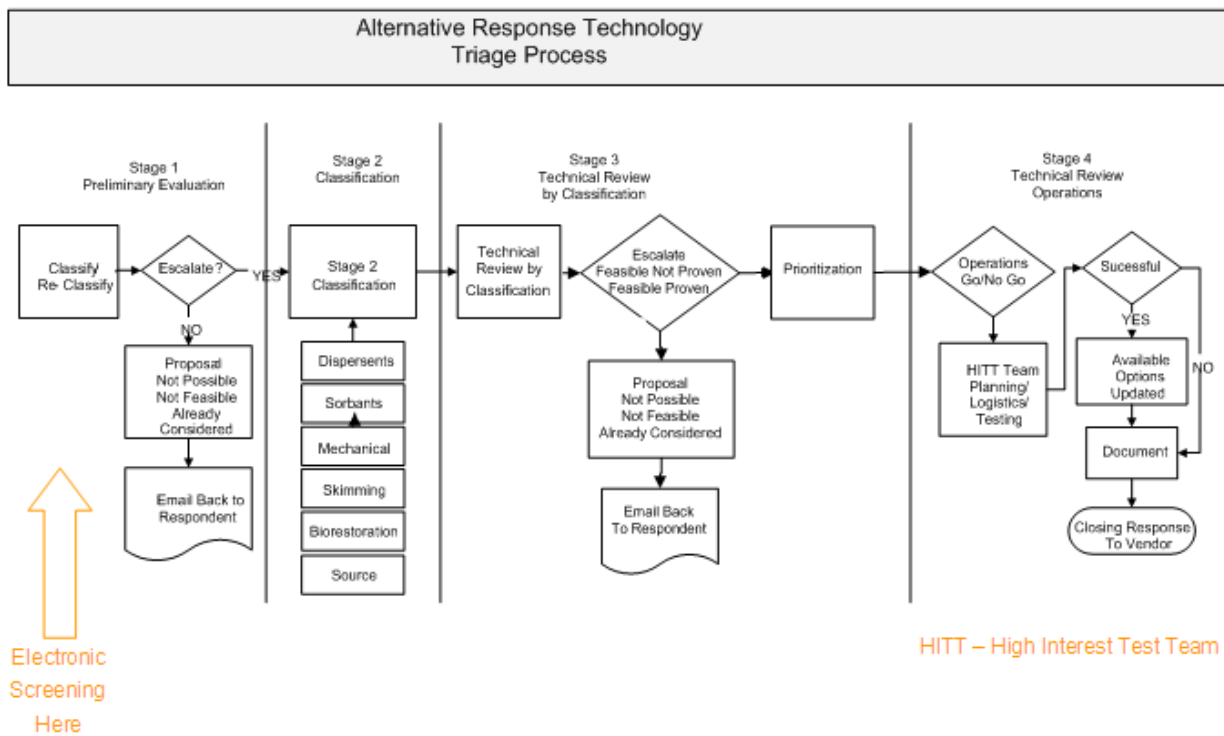 Alternative Response Technology
Triage Process
Stage 1
Preliminary Evaluation
Classify/
Re- Classify
Escalate?
YES
NO
Proposal
Not Possible
Not Feasible
Already
Considered
Email Back to
Respondent
Electronic
Screening
Here
Stage 2
Classification
Stage 2
Classification
Dispersents
Sorbants
Mechanical
Skimming
Biorestoration
Source
Stage 3
Technical Review
by Classification
Technical
Review by
Classification
Escalate
Feasible Not Proven
Feasible Proven
Prioritization
Proposal
Not Possible
Not Feasible
Already Considered
Email Back
To Respondent
Stage 4
Technical Review
Operations
Operations
Go/No Go
Sucessful
YES
NO
HITT Team
Planning/
Logistics/
Testing
Available
Options
Updated
Document
Closing Response
To Vendor
HITT – High Interest Test Team